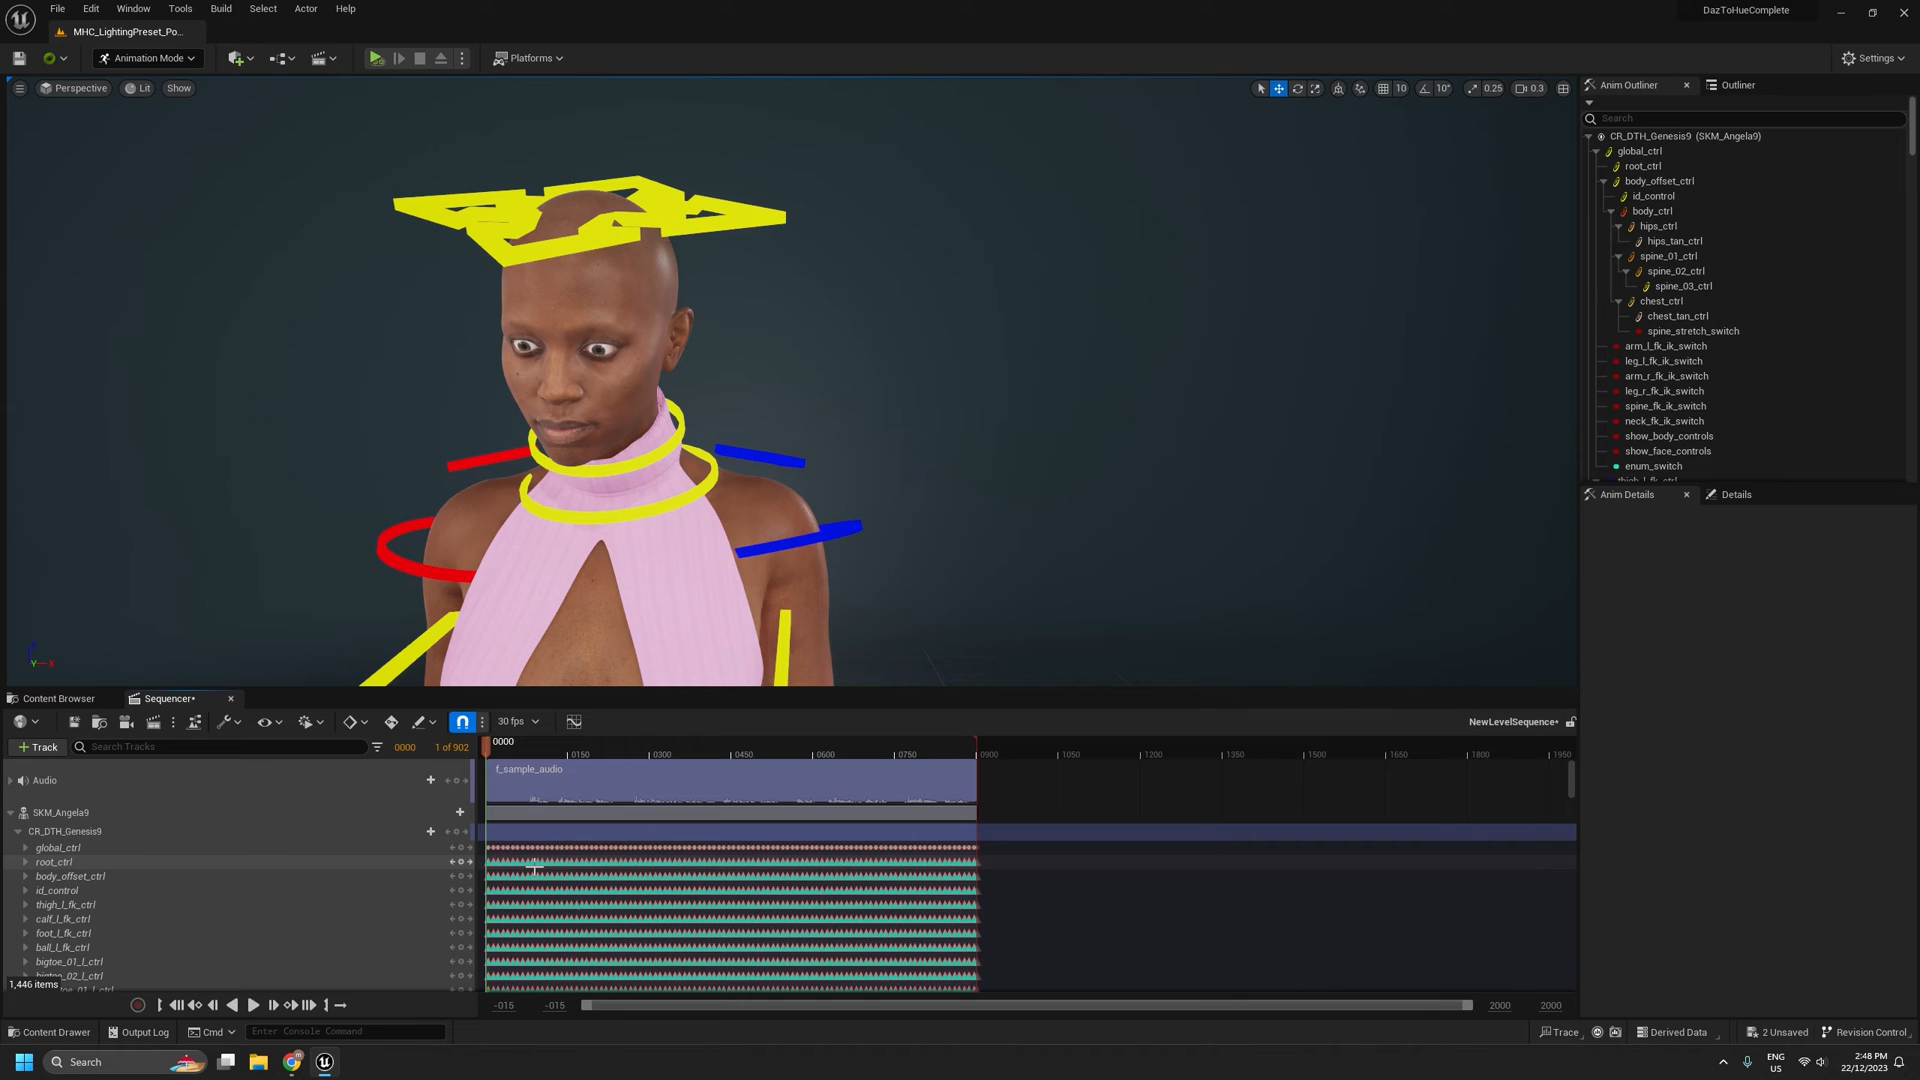 File Edit Window Tools Build Select Actor Help
DazToHueComplete
MHC_LightingPreset_Po...
Animation Mode
Platforms
Settings
Perspective Lit Show
10 10° 0.25 0.3
Anim Outliner
Outliner
Search
CR_DTH_Genesis9 (SKM_Angela9)
global_ctrl
root_ctrl
body_offset_ctrl
id_control
body_ctrl
hips_ctrl
hips_tan_ctrl
spine_01_ctrl
spine_02_ctrl
spine_03_ctrl
chest_ctrl
chest_tan_ctrl
spine_stretch_switch
arm_l_fk_ik_switch
leg_l_fk_ik_switch
arm_r_fk_ik_switch
leg_r_fk_ik_switch
spine_fk_ik_switch
neck_fk_ik_switch
show_body_controls
show_face_controls
enum_switch
thigh_l_fk_ctrl
Anim Details
Details
Content Browser
Sequencer*
30 fps
NewLevelSequence*
+ Track
Search Tracks
0000
1 of 902
0000
0150 0300 0450 0600 0750 0900 1050 1200 1350 1500 1650 1800 1950
Audio
f_sample_audio
SKM_Angela9
CR_DTH_Genesis9
global_ctrl
root_ctrl
body_offset_ctrl
id_control
thigh_l_fk_ctrl
calf_l_fk_ctrl
foot_l_fk_ctrl
ball_l_fk_ctrl
bigtoe_01_l_ctrl
bigtoe_02_l_ctrl
1,446 items
-015 -015 2000 2000
Content Drawer
Output Log
Cmd
Enter Console Command
Trace
Derived Data
2 Unsaved
Revision Control
Search
ENG
US
2:48 PM
22/12/2023